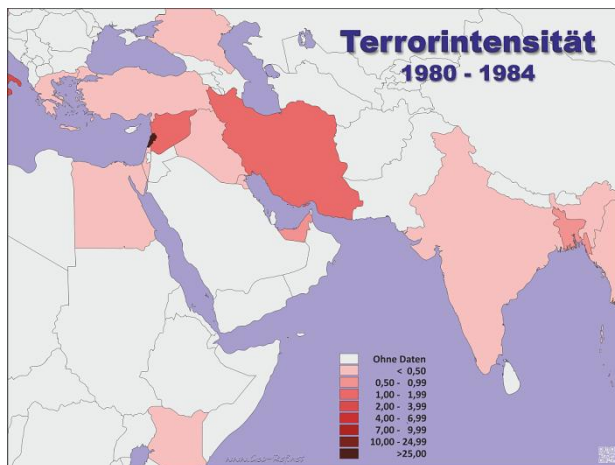 Terrorintensität
1980 - 1984
Ohne Daten
< 0,50
0,50 - 0,99
1,00 - 1,99
2,00 - 3,99
4,00 - 6,99
7,00 - 9,99
10,00 - 24,99
>25,00